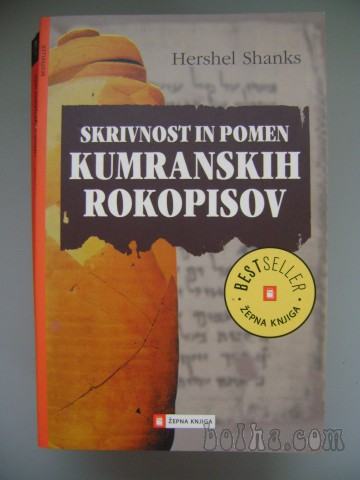 Hershel Shanks
SKRIVNOST IN POMEN
KUMRANSKIH
ROKOPISOV
BESTSELLER
ŽEPNA KNJIGA
ŽEPNA KNJIGA
bolha.com